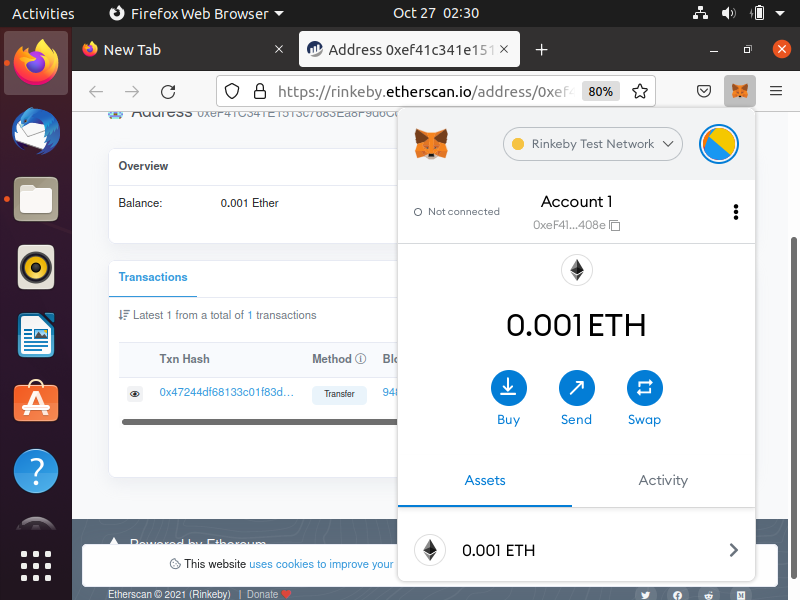 Activities
Firefox Web Browser
Oct 27 02:30
New Tab
Address 0xef41c341e151
https://rinkeby.etherscan.io/address/0xef4
80%
Address
Overview
Balance:
0.001 Ether
Transactions
Latest 1 from a total of 1 transactions
Txn Hash
Method
Blo
0x47244df68133c01f83d...
Transfer
948
Powered by Ethereum
This website uses cookies to improve your
Etherscan © 2021 (Rinkeby) | Donate
Rinkeby Test Network
Not connected
Account 1
0xeF41...408e
0.001 ETH
Buy
Send
Swap
Assets
Activity
0.001 ETH